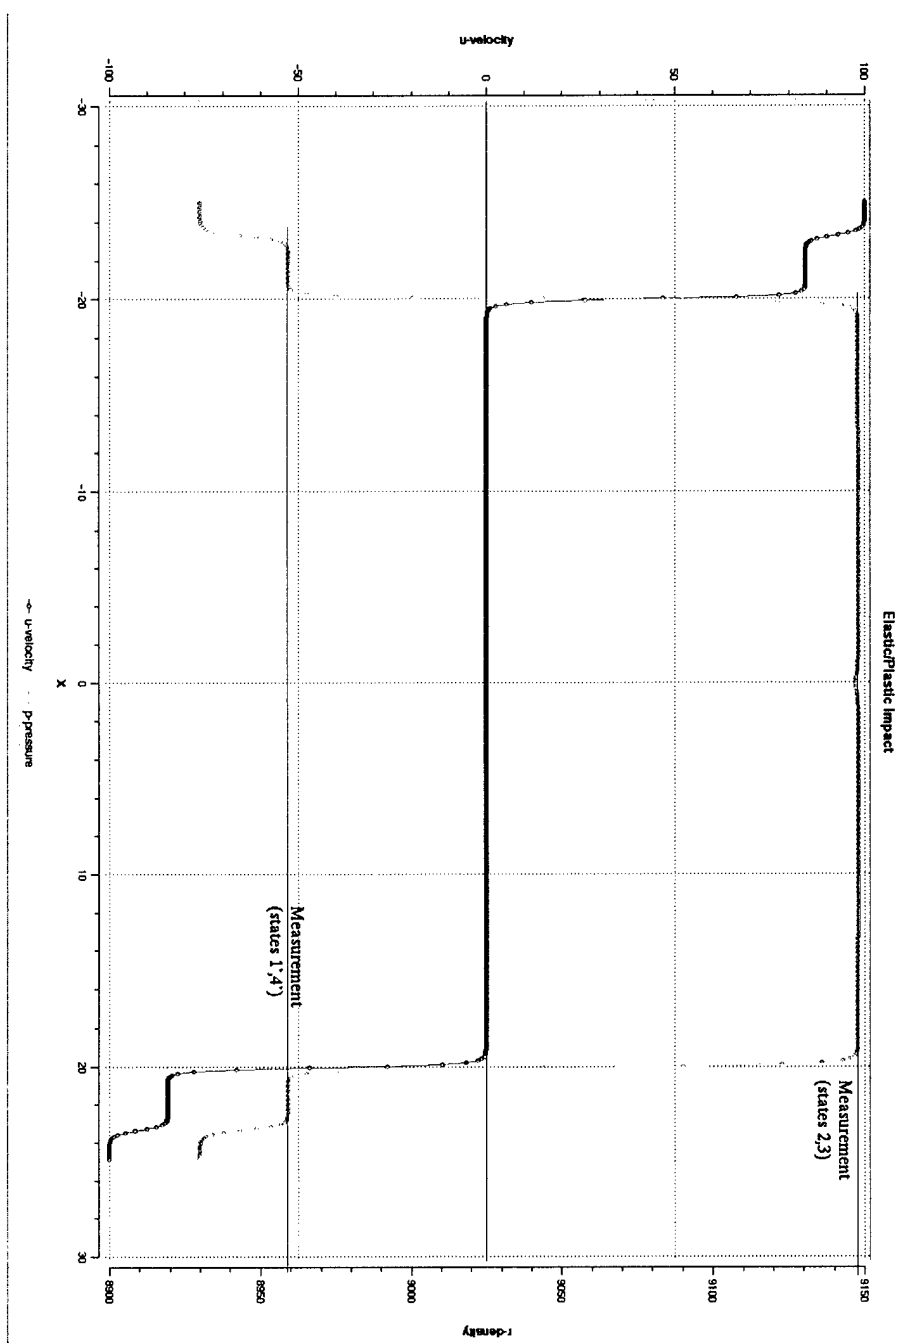 Elastic/Plastic Impact
u-velocity
100
50
0
-50
-100
r-density
9150
9100
9050
9000
8950
8900
Measurement
(states 2,3)
Measurement
(states 1*,4*)
-30
-20
-10
0
10
20
30
X
u-velocity
p-pressure